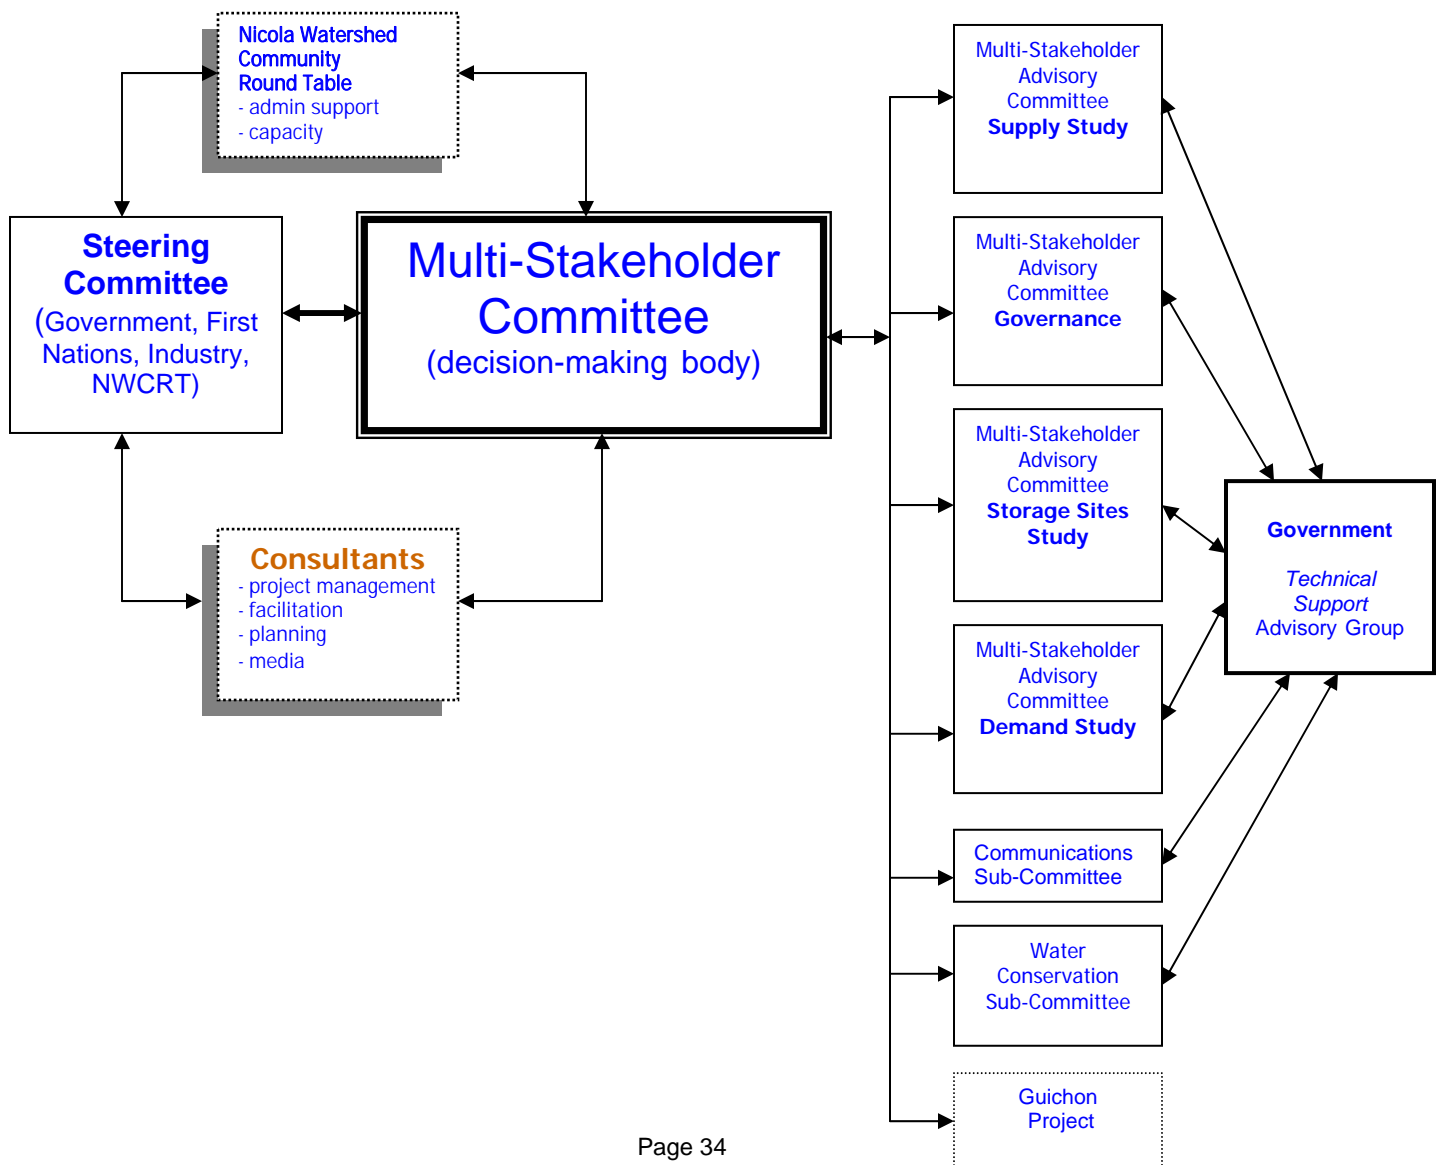 Nicola Watershed
Community
Round Table
- admin support
- capacity
Steering
Committee
(Government, First
Nations, Industry,
NWCRT)
Multi-Stakeholder
Committee
(decision-making body)
Consultants
- project management
- facilitation
- planning
- media
Multi-Stakeholder
Advisory
Committee
Supply Study
Multi-Stakeholder
Advisory
Committee
Governance
Multi-Stakeholder
Advisory
Committee
Storage Sites
Study
Multi-Stakeholder
Advisory
Committee
Demand Study
Communications
Sub-Committee
Water
Conservation
Sub-Committee
Guichon
Project
Government
Technical
Support
Advisory Group
Page 34